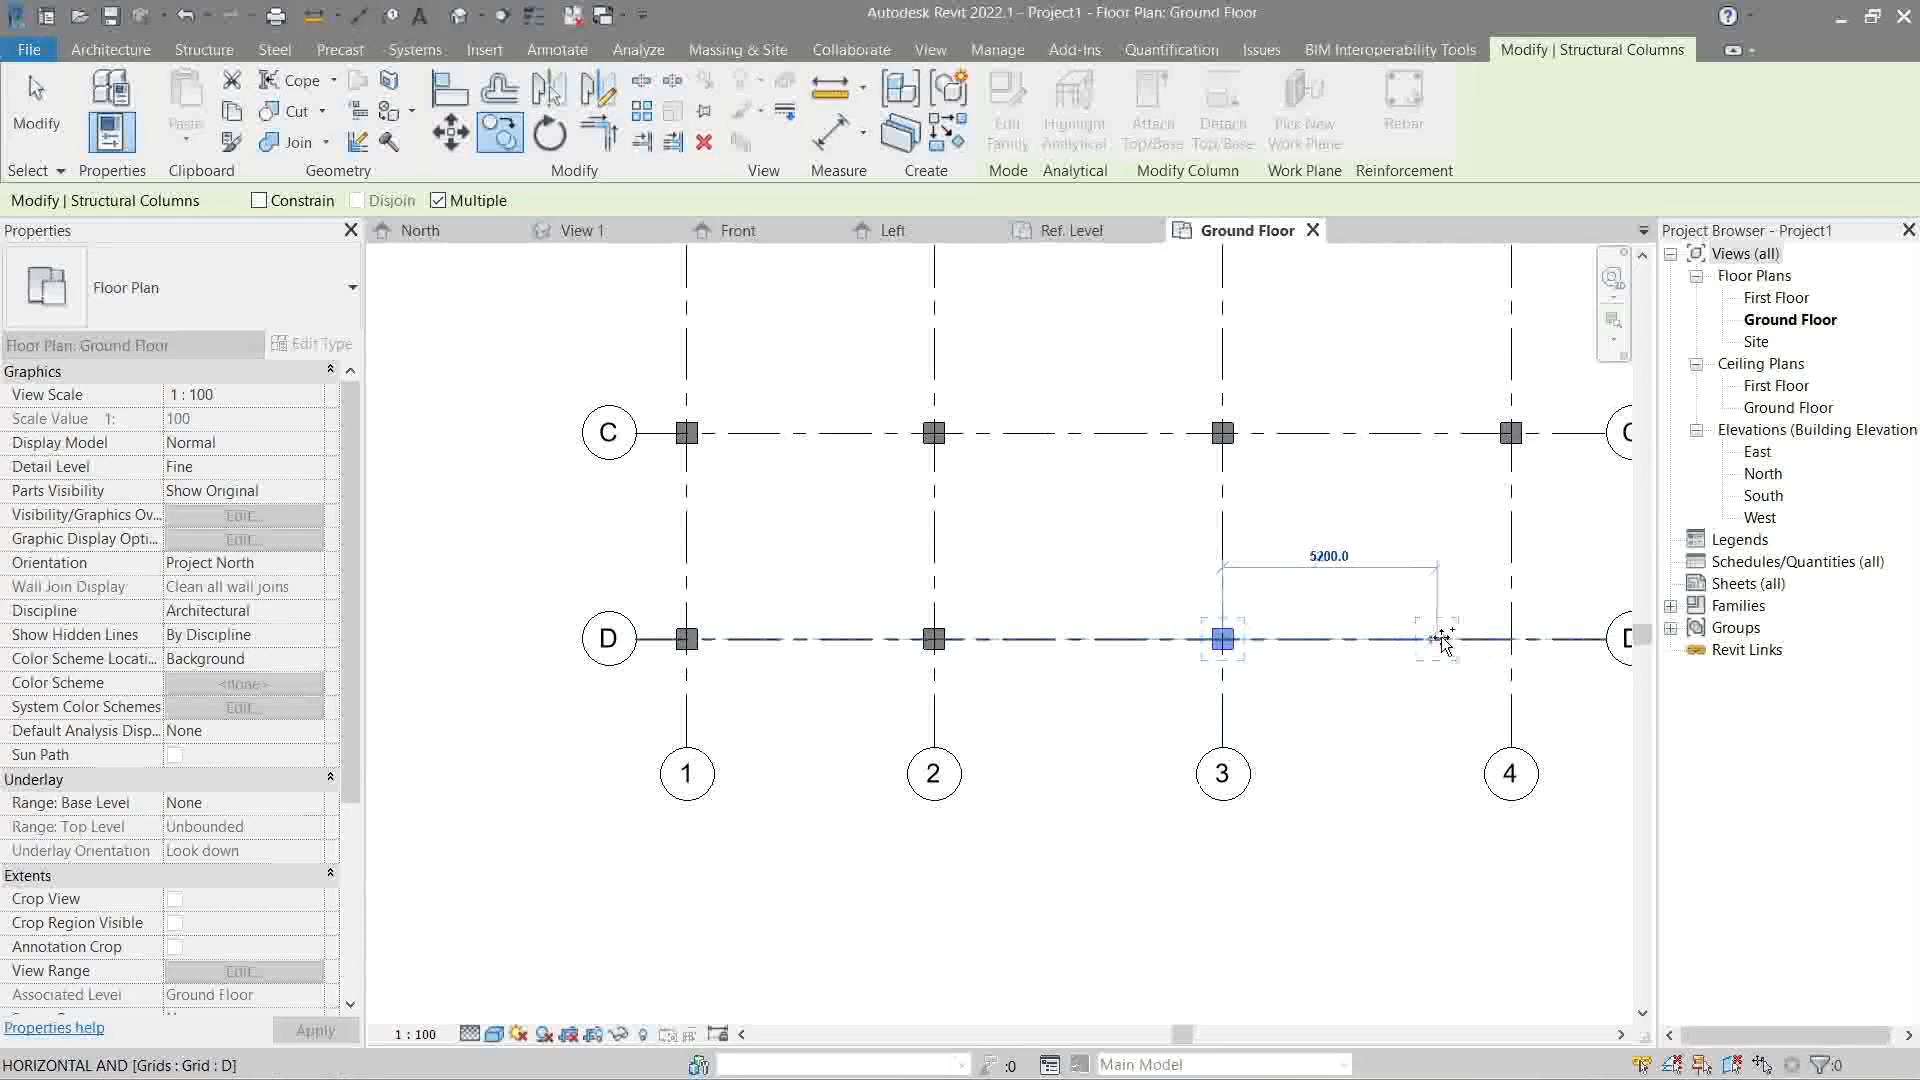 Autodesk Revit 2022.1 - Project1 - Floor Plan: Ground Floor
File Architecture Structure Steel Precast Systems Insert Annotate Analyze Massing & Site Collaborate View Manage Add-Ins Quantification Issues BIM Interoperability Tools Modify | Structural Columns
Modify
Paste
Cope
Cut
Join
Edit Family
Highlight Analytical
Attach Top/Base
Detach Top/Base
Pick New Work Plane
Rebar
Select Properties Clipboard Geometry Modify View Measure Create Mode Analytical Modify Column Work Plane Reinforcement
Modify | Structural Columns Constrain Disjoin Multiple
Properties
North View 1 Front Left Ref. Level Ground Floor
Floor Plan
Floor Plan: Ground Floor Edit Type
Graphics
View Scale 1 : 100
Scale Value 1: 100
Display Model Normal
Detail Level Fine
Parts Visibility Show Original
Visibility/Graphics Ov... Edit...
Graphic Display Opti... Edit...
Orientation Project North
Wall Join Display Clean all wall joins
Discipline Architectural
Show Hidden Lines By Discipline
Color Scheme Locati... Background
Color Scheme <none>
System Color Schemes Edit...
Default Analysis Disp... None
Sun Path
Underlay
Range: Base Level None
Range: Top Level Unbounded
Underlay Orientation Look down
Extents
Crop View
Crop Region Visible
Annotation Crop
View Range Edit...
Associated Level Ground Floor
Properties help Apply
C
5200.0
D
1 2 3 4
Project Browser - Project1
Views (all)
Floor Plans
First Floor
Ground Floor
Site
Ceiling Plans
First Floor
Ground Floor
Elevations (Building Elevation
East
North
South
West
Legends
Schedules/Quantities (all)
Sheets (all)
Families
Groups
Revit Links
1 : 100
HORIZONTAL AND [Grids : Grid : D] :0 Main Model :0